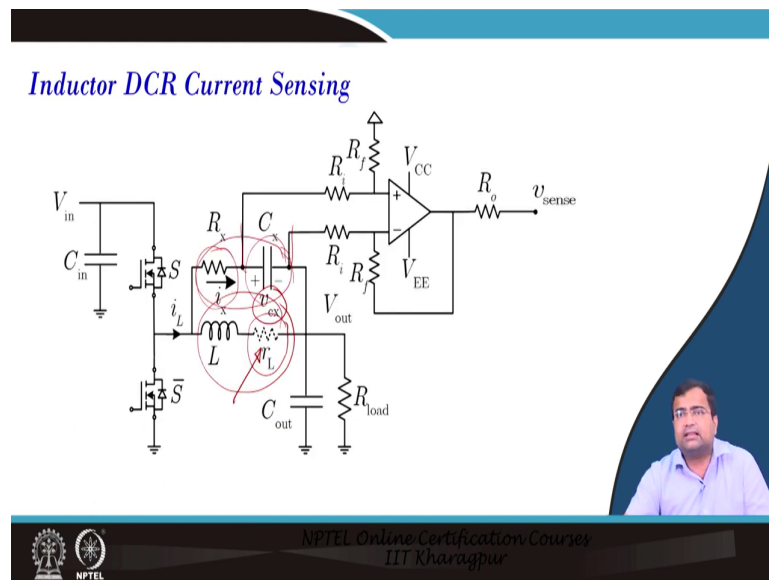 Inductor DCR Current Sensing
V_in
C_in
S
S̅
i_L
R_x
C_x
i_x
+ −
v_cx
L
r_L
R_i
R_f
V_CC
+
−
R_i
R_f
V_EE
R_o
v_sense
V_out
C_out
R_load
NPTEL
NPTEL Online Certification Courses
IIT Kharagpur